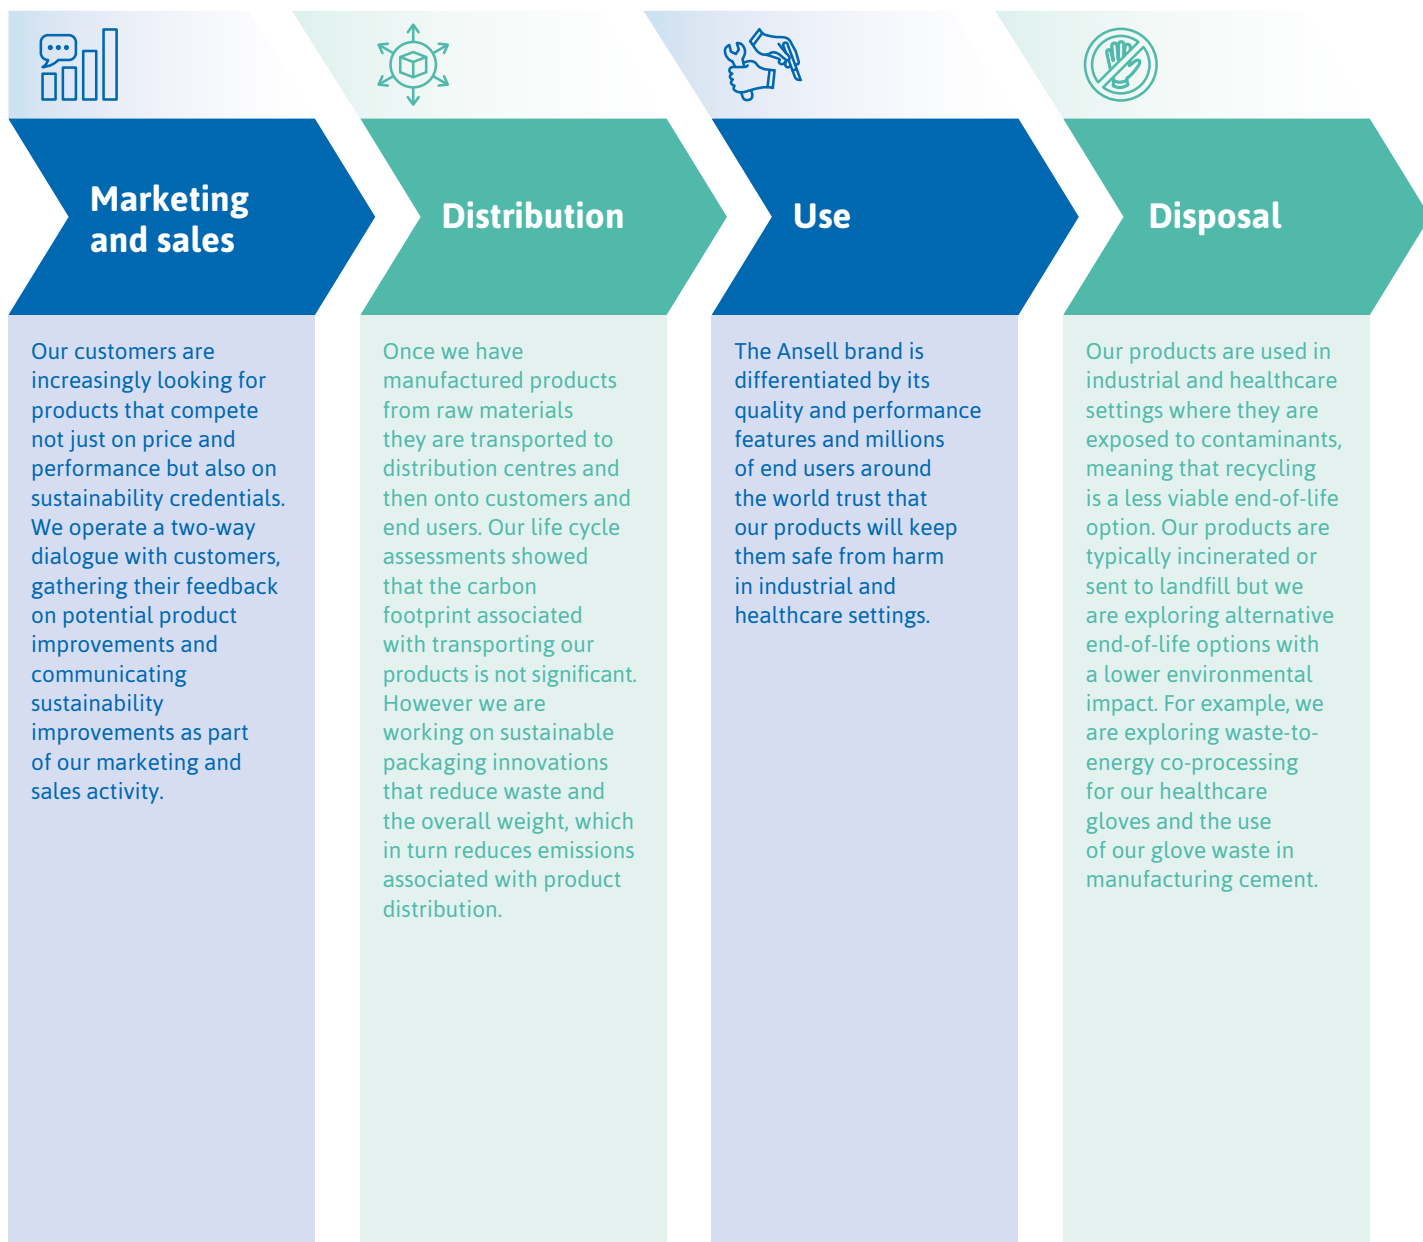 Marketing
and sales
Our customers are
increasingly looking for
products that compete
not just on price and
performance but also on
sustainability credentials.
We operate a two-way
dialogue with customers,
gathering their feedback
on potential product
improvements and
communicating
sustainability
improvements as part
of our marketing and
sales activity.
Distribution
Once we have
manufactured products
from raw materials
they are transported to
distribution centres and
then onto customers and
end users. Our life cycle
assessments showed
that the carbon
footprint associated
with transporting our
products is not significant.
However we are
working on sustainable
packaging innovations
that reduce waste and
the overall weight, which
in turn reduces emissions
associated with product
distribution.
Use
The Ansell brand is
differentiated by its
quality and performance
features and millions
of end users around
the world trust that
our products will keep
them safe from harm
in industrial and
healthcare settings.
Disposal
Our products are used in
industrial and healthcare
settings where they are
exposed to contaminants,
meaning that recycling
is a less viable end-of-life
option. Our products are
typically incinerated or
sent to landfill but we
are exploring alternative
end-of-life options with
a lower environmental
impact. For example, we
are exploring waste-to-
energy co-processing
for our healthcare
gloves and the use
of our glove waste in
manufacturing cement.